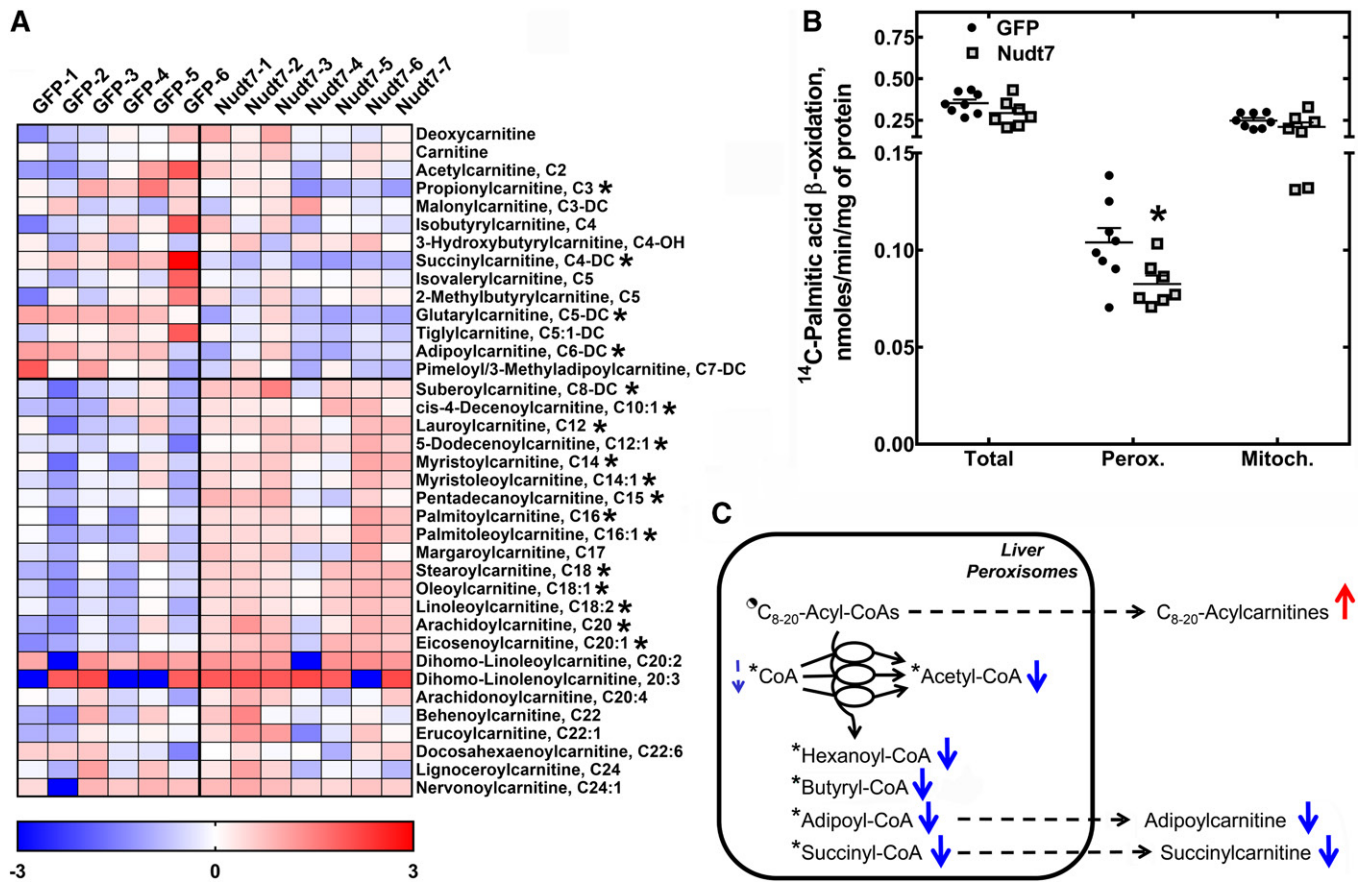 A
GFP-1 GFP-2 GFP-3 GFP-4 GFP-5 GFP-6 Nudt7-1 Nudt7-2 Nudt7-3 Nudt7-4 Nudt7-5 Nudt7-6 Nudt7-7
Deoxycarnitine
Carnitine
Acetylcarnitine, C2
Propionylcarnitine, C3 *
Malonylcarnitine, C3-DC
Isobutyrylcarnitine, C4
3-Hydroxybutyrylcarnitine, C4-OH
Succinylcarnitine, C4-DC *
Isovalerylcarnitine, C5
2-Methylbutyrylcarnitine, C5
Glutarylcarnitine, C5-DC *
Tiglylcarnitine, C5:1-DC
Adipoylcarnitine, C6-DC *
Pimeloyl/3-Methyladipoylcarnitine, C7-DC
Suberoylcarnitine, C8-DC *
cis-4-Decenoylcarnitine, C10:1 *
Lauroylcarnitine, C12 *
5-Dodecenoylcarnitine, C12:1 *
Myristoylcarnitine, C14 *
Myristoleoylcarnitine, C14:1 *
Pentadecanoylcarnitine, C15 *
Palmitoylcarnitine, C16 *
Palmitoleoylcarnitine, C16:1 *
Margaroylcarnitine, C17
Stearoylcarnitine, C18 *
Oleoylcarnitine, C18:1 *
Linoleoylcarnitine, C18:2 *
Arachidoylcarnitine, C20 *
Eicosenoylcarnitine, C20:1 *
Dihomo-Linoleoylcarnitine, C20:2
Dihomo-Linolenoylcarnitine, 20:3
Arachidonoylcarnitine, C20:4
Behenoylcarnitine, C22
Erucoylcarnitine, C22:1
Docosahexaenoylcarnitine, C22:6
Lignoceroylcarnitine, C24
Nervonoylcarnitine, C24:1
-3 0 3
B
14C-Palmitic acid β-oxidation,
nmoles/min/mg of protein
GFP
Nudt7
0.75
0.50
0.25
0.15
0.10
0.05
0.00
*
Total Perox. Mitoch.
C
Liver
Peroxisomes
C8-20-Acyl-CoAs C8-20-Acylcarnitines
*CoA *Acetyl-CoA
*Hexanoyl-CoA
*Butyryl-CoA
*Adipoyl-CoA Adipoylcarnitine
*Succinyl-CoA Succinylcarnitine